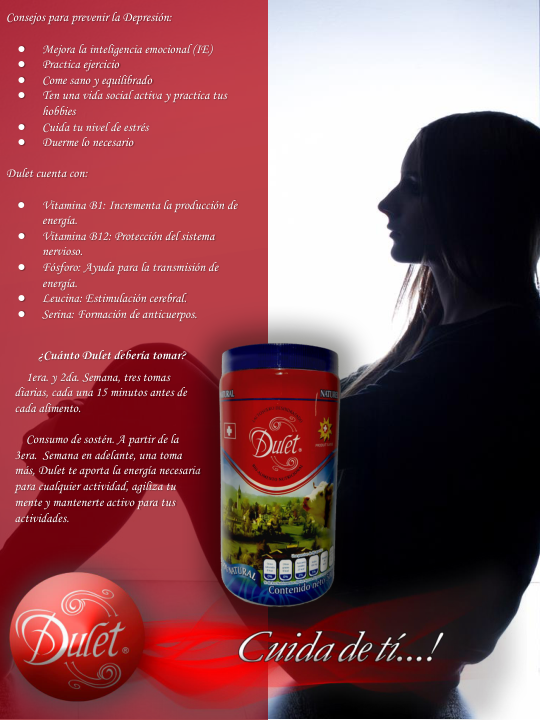 Consejos para prevenir la Depresión:
● Mejora la inteligencia emocional (IE)
● Practica ejercicio
● Come sano y equilibrado
● Ten una vida social activa y practica tus
hobbies
● Cuida tu nivel de estrés
● Duerme lo necesario
Dulet cuenta con:
● Vitamina B1: Incrementa la producción de
energía.
● Vitamina B12: Protección del sistema
nervioso.
● Fósforo: Ayuda para la transmisión de
energía.
● Leucina: Estimulación cerebral.
● Serina: Formación de anticuerpos.
¿Cuánto Dulet debería tomar?
1era. y 2da. Semana, tres tomas
diarias, cada una 15 minutos antes de
cada alimento.
Consumo de sostén. A partir de la
3era. Semana en adelante, una toma
más, Dulet te aporta la energía necesaria
para cualquier actividad, agiliza tu
mente y mantenerte activo para tus
actividades.
Dulet®
NATURAL
Contenido neto
Dulet®
Cuida de tí...!